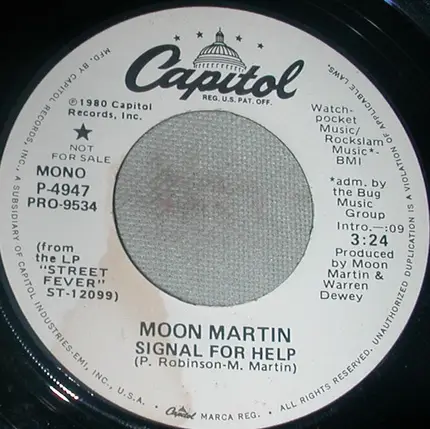 Capitol
REG. U.S. PAT. OFF.
℗1980 Capitol
Records, Inc.
★
NOT
FOR SALE
MONO
P-4947
PRO-9534
(from
the LP
"STREET
FEVER"
ST-12099)
Watch-
pocket
Music/
Rockslam
Music*-
BMI
*adm. by
the Bug
Music
Group
Intro.—:09
3:24
Produced
by Moon
Martin &
Warren
Dewey
MOON MARTIN
SIGNAL FOR HELP
(P. Robinson-M. Martin)
MFD. BY CAPITOL RECORDS, INC., A SUBSIDIARY OF CAPITOL INDUSTRIES-EMI, INC., U.S.A. • Capitol MARCA REG. • ALL RIGHTS RESERVED. UNAUTHORIZED DUPLICATION IS A VIOLATION OF APPLICABLE LAWS.